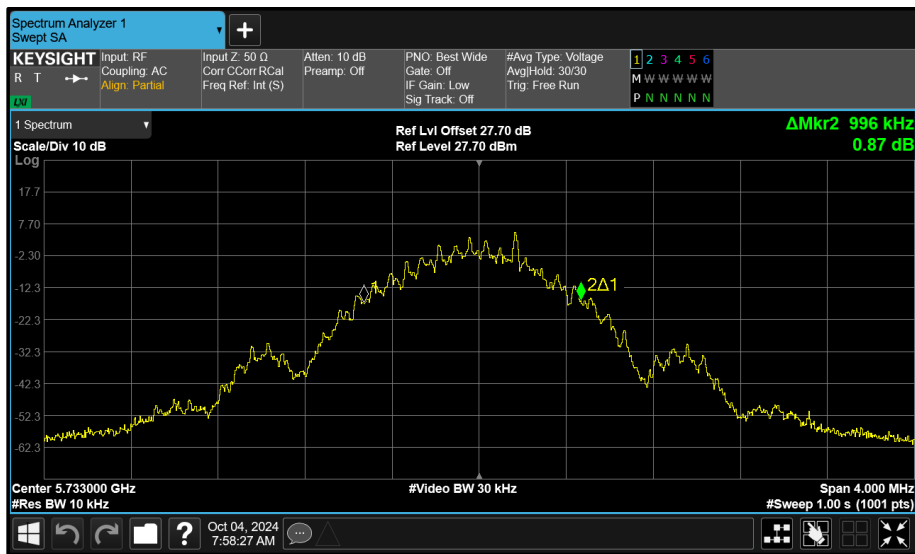 Spectrum Analyzer 1
Swept SA
+
KEYSIGHT
R T
LXI
Input: RF
Coupling: AC
Align: Partial
Input Z: 50 Ω
Corr CCorr RCal
Freq Ref: Int (S)
Atten: 10 dB
Preamp: Off
PNO: Best Wide
Gate: Off
IF Gain: Low
Sig Track: Off
#Avg Type: Voltage
Avg|Hold: 30/30
Trig: Free Run
1 2 3 4 5 6
M W W W W W
P N N N N N
1 Spectrum
Scale/Div 10 dB
Ref Lvl Offset 27.70 dB
Ref Level 27.70 dBm
ΔMkr2 996 kHz
0.87 dB
Log
17.7
7.70
-2.30
-12.3
-22.3
-32.3
-42.3
-52.3
-62.3
1
2Δ1
Center 5.733000 GHz
#Res BW 10 kHz
#Video BW 30 kHz
Span 4.000 MHz
#Sweep 1.00 s (1001 pts)
?
Oct 04, 2024
7:58:27 AM